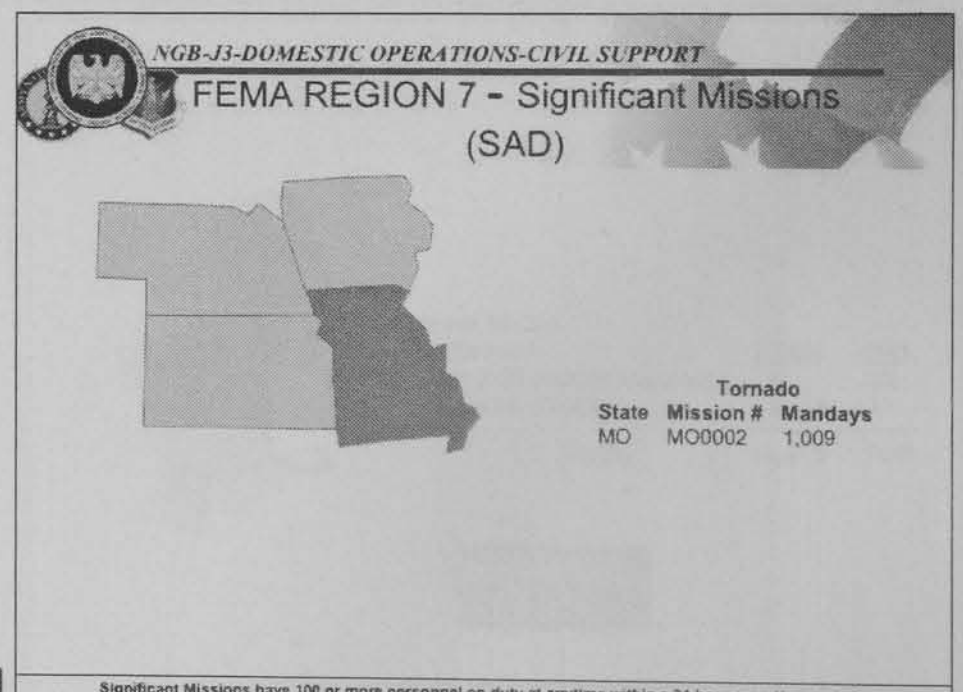 NGB-J3-DOMESTIC OPERATIONS-CIVIL SUPPORT
FEMA REGION 7 - Significant Missions
(SAD)
Tornado
State Mission # Mandays
MO MO0002 1,009
Significant Missions have 100 or more personnel on duty at anytime within a 24